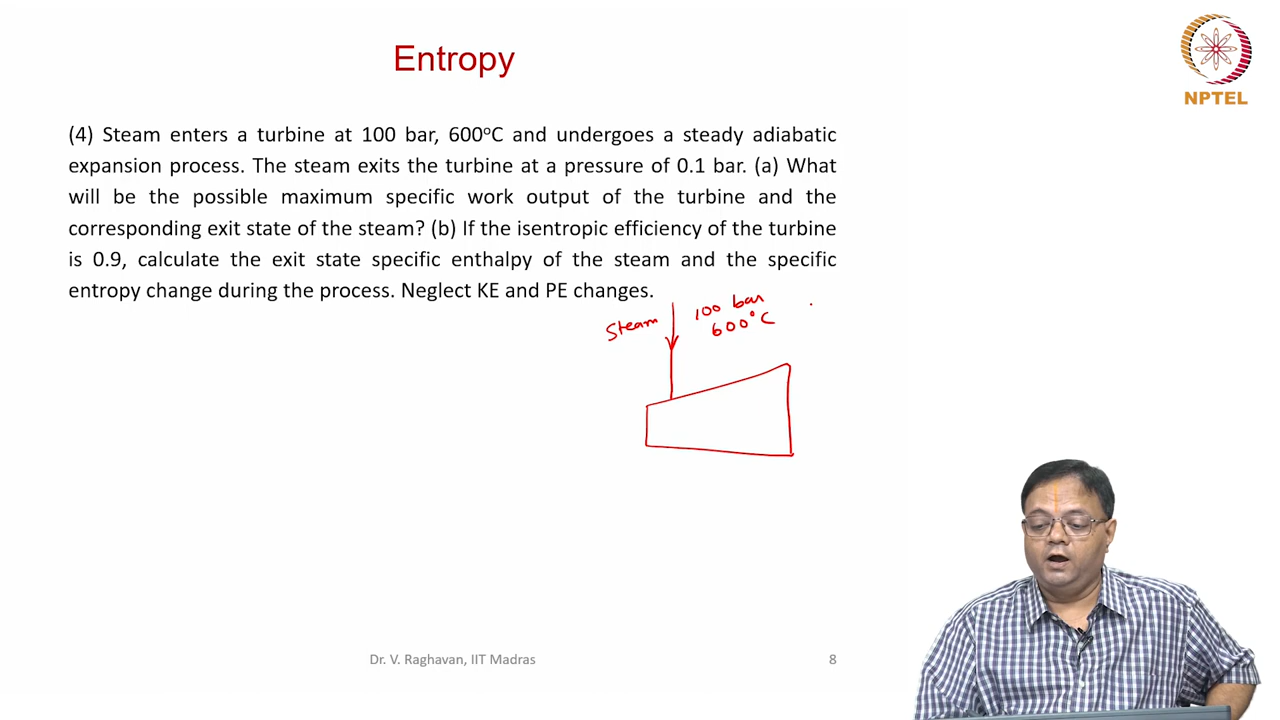 Entropy
NPTEL
(4) Steam enters a turbine at 100 bar, 600°C and undergoes a steady adiabatic
expansion process. The steam exits the turbine at a pressure of 0.1 bar. (a) What
will be the possible maximum specific work output of the turbine and the
corresponding exit state of the steam? (b) If the isentropic efficiency of the turbine
is 0.9, calculate the exit state specific enthalpy of the steam and the specific
entropy change during the process. Neglect KE and PE changes.
Steam 100 bar
600°C
Dr. V. Raghavan, IIT Madras 8